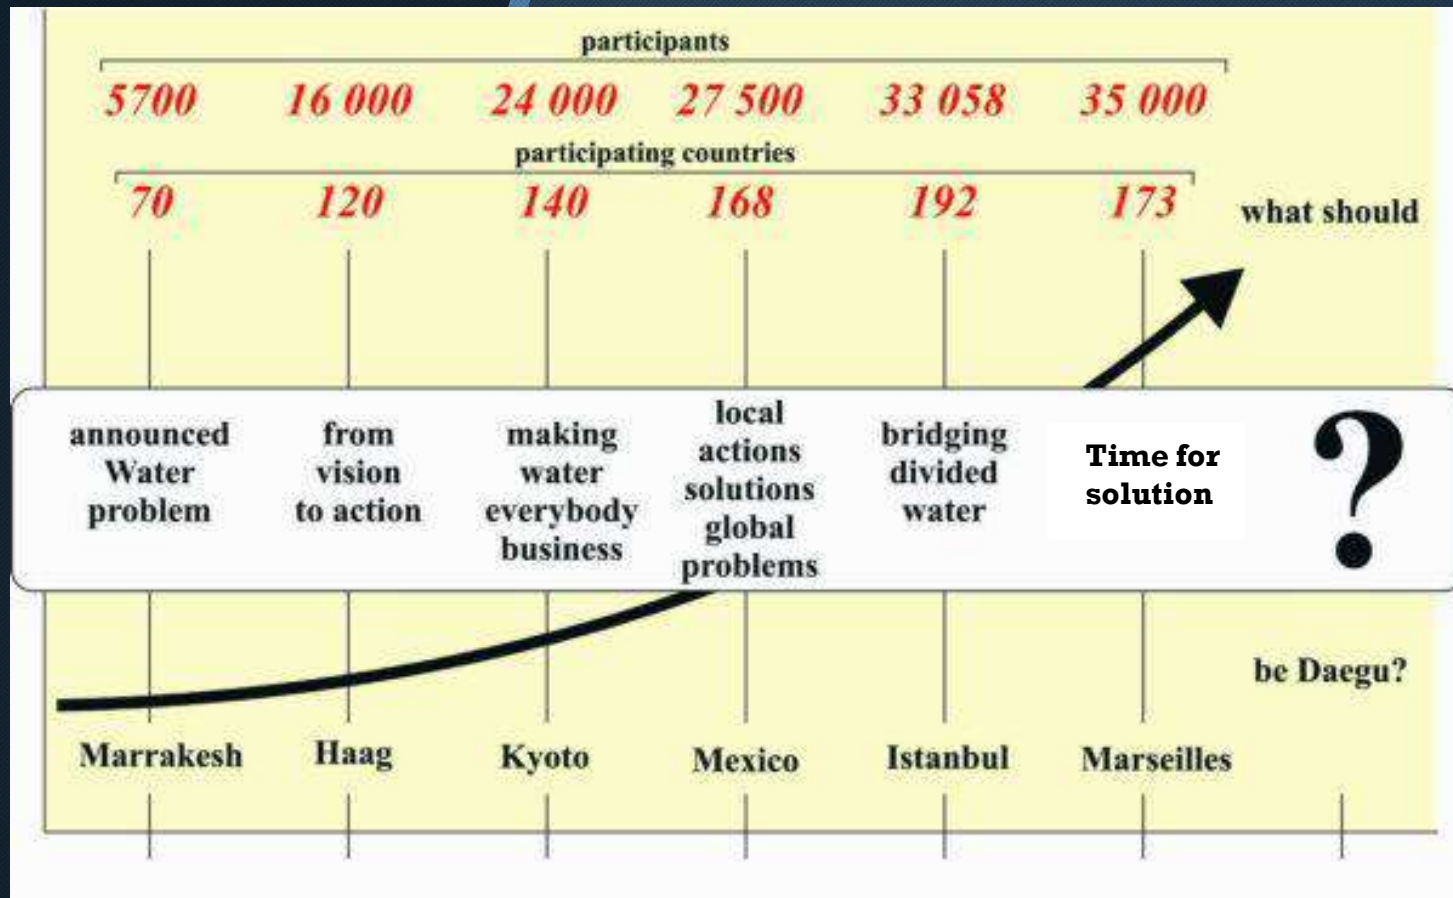 participants
5700 16 000 24 000 27 500 33 058 35 000
participating countries
70 120 140 168 192 173
what should
announced
Water
problem
from
vision
to action
making
water
everybody
business
local
actions
solutions
global
problems
bridging
divided
water
Time for
solution
?
be Daegu?
Marrakesh Haag Kyoto Mexico Istanbul Marseilles